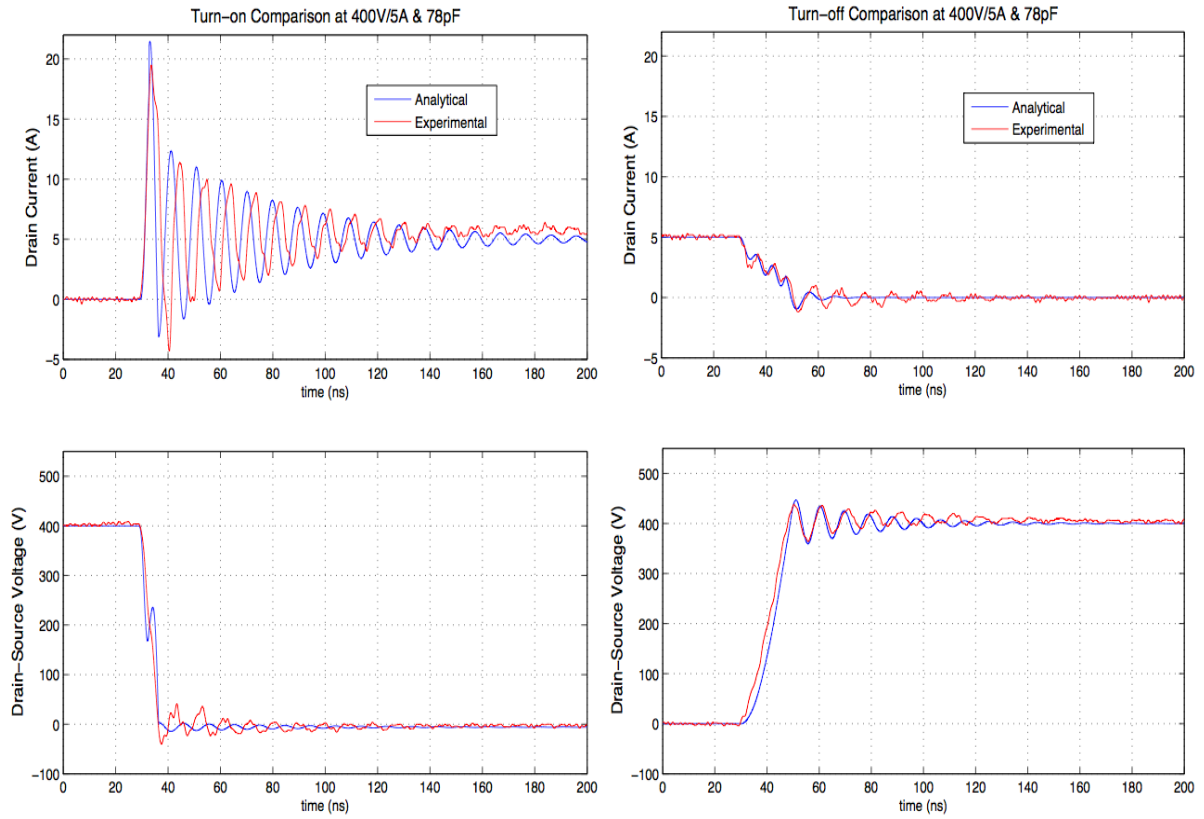 Turn−on Comparison at 400V/5A & 78pF
20
15
10
5
0
−5
Drain Current (A)
Analytical
Experimental
0 20 40 60 80 100 120 140 160 180 200
time (ns)
Turn−off Comparison at 400V/5A & 78pF
20
15
10
5
0
−5
Drain Current (A)
Analytical
Experimental
0 20 40 60 80 100 120 140 160 180 200
time (ns)
500
400
300
200
100
0
−100
Drain−Source Voltage (V)
0 20 40 60 80 100 120 140 160 180 200
time (ns)
500
400
300
200
100
0
−100
Drain−Source Voltage (V)
0 20 40 60 80 100 120 140 160 180 200
time (ns)